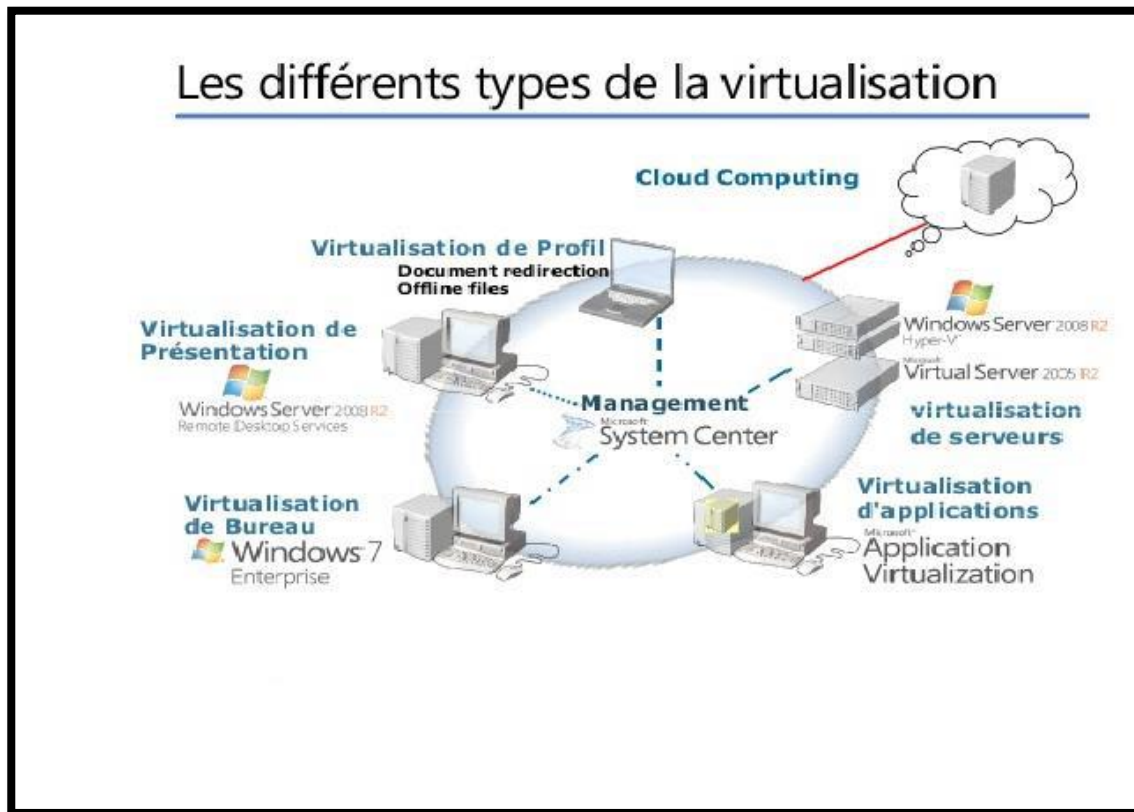 Les différents types de la virtualisation
Cloud Computing
Virtualisation de Profil
Document redirection
Offline files
Virtualisation de
Présentation
Windows Server 2008 R2
Remote Desktop Services
Windows Server 2008 R2
Hyper-V
Microsoft
Virtual Server 2005 R2
virtualisation
de serveurs
Management
Microsoft
System Center
Virtualisation
de Bureau
Windows 7
Enterprise
Virtualisation
d'applications
Microsoft
Application
Virtualization